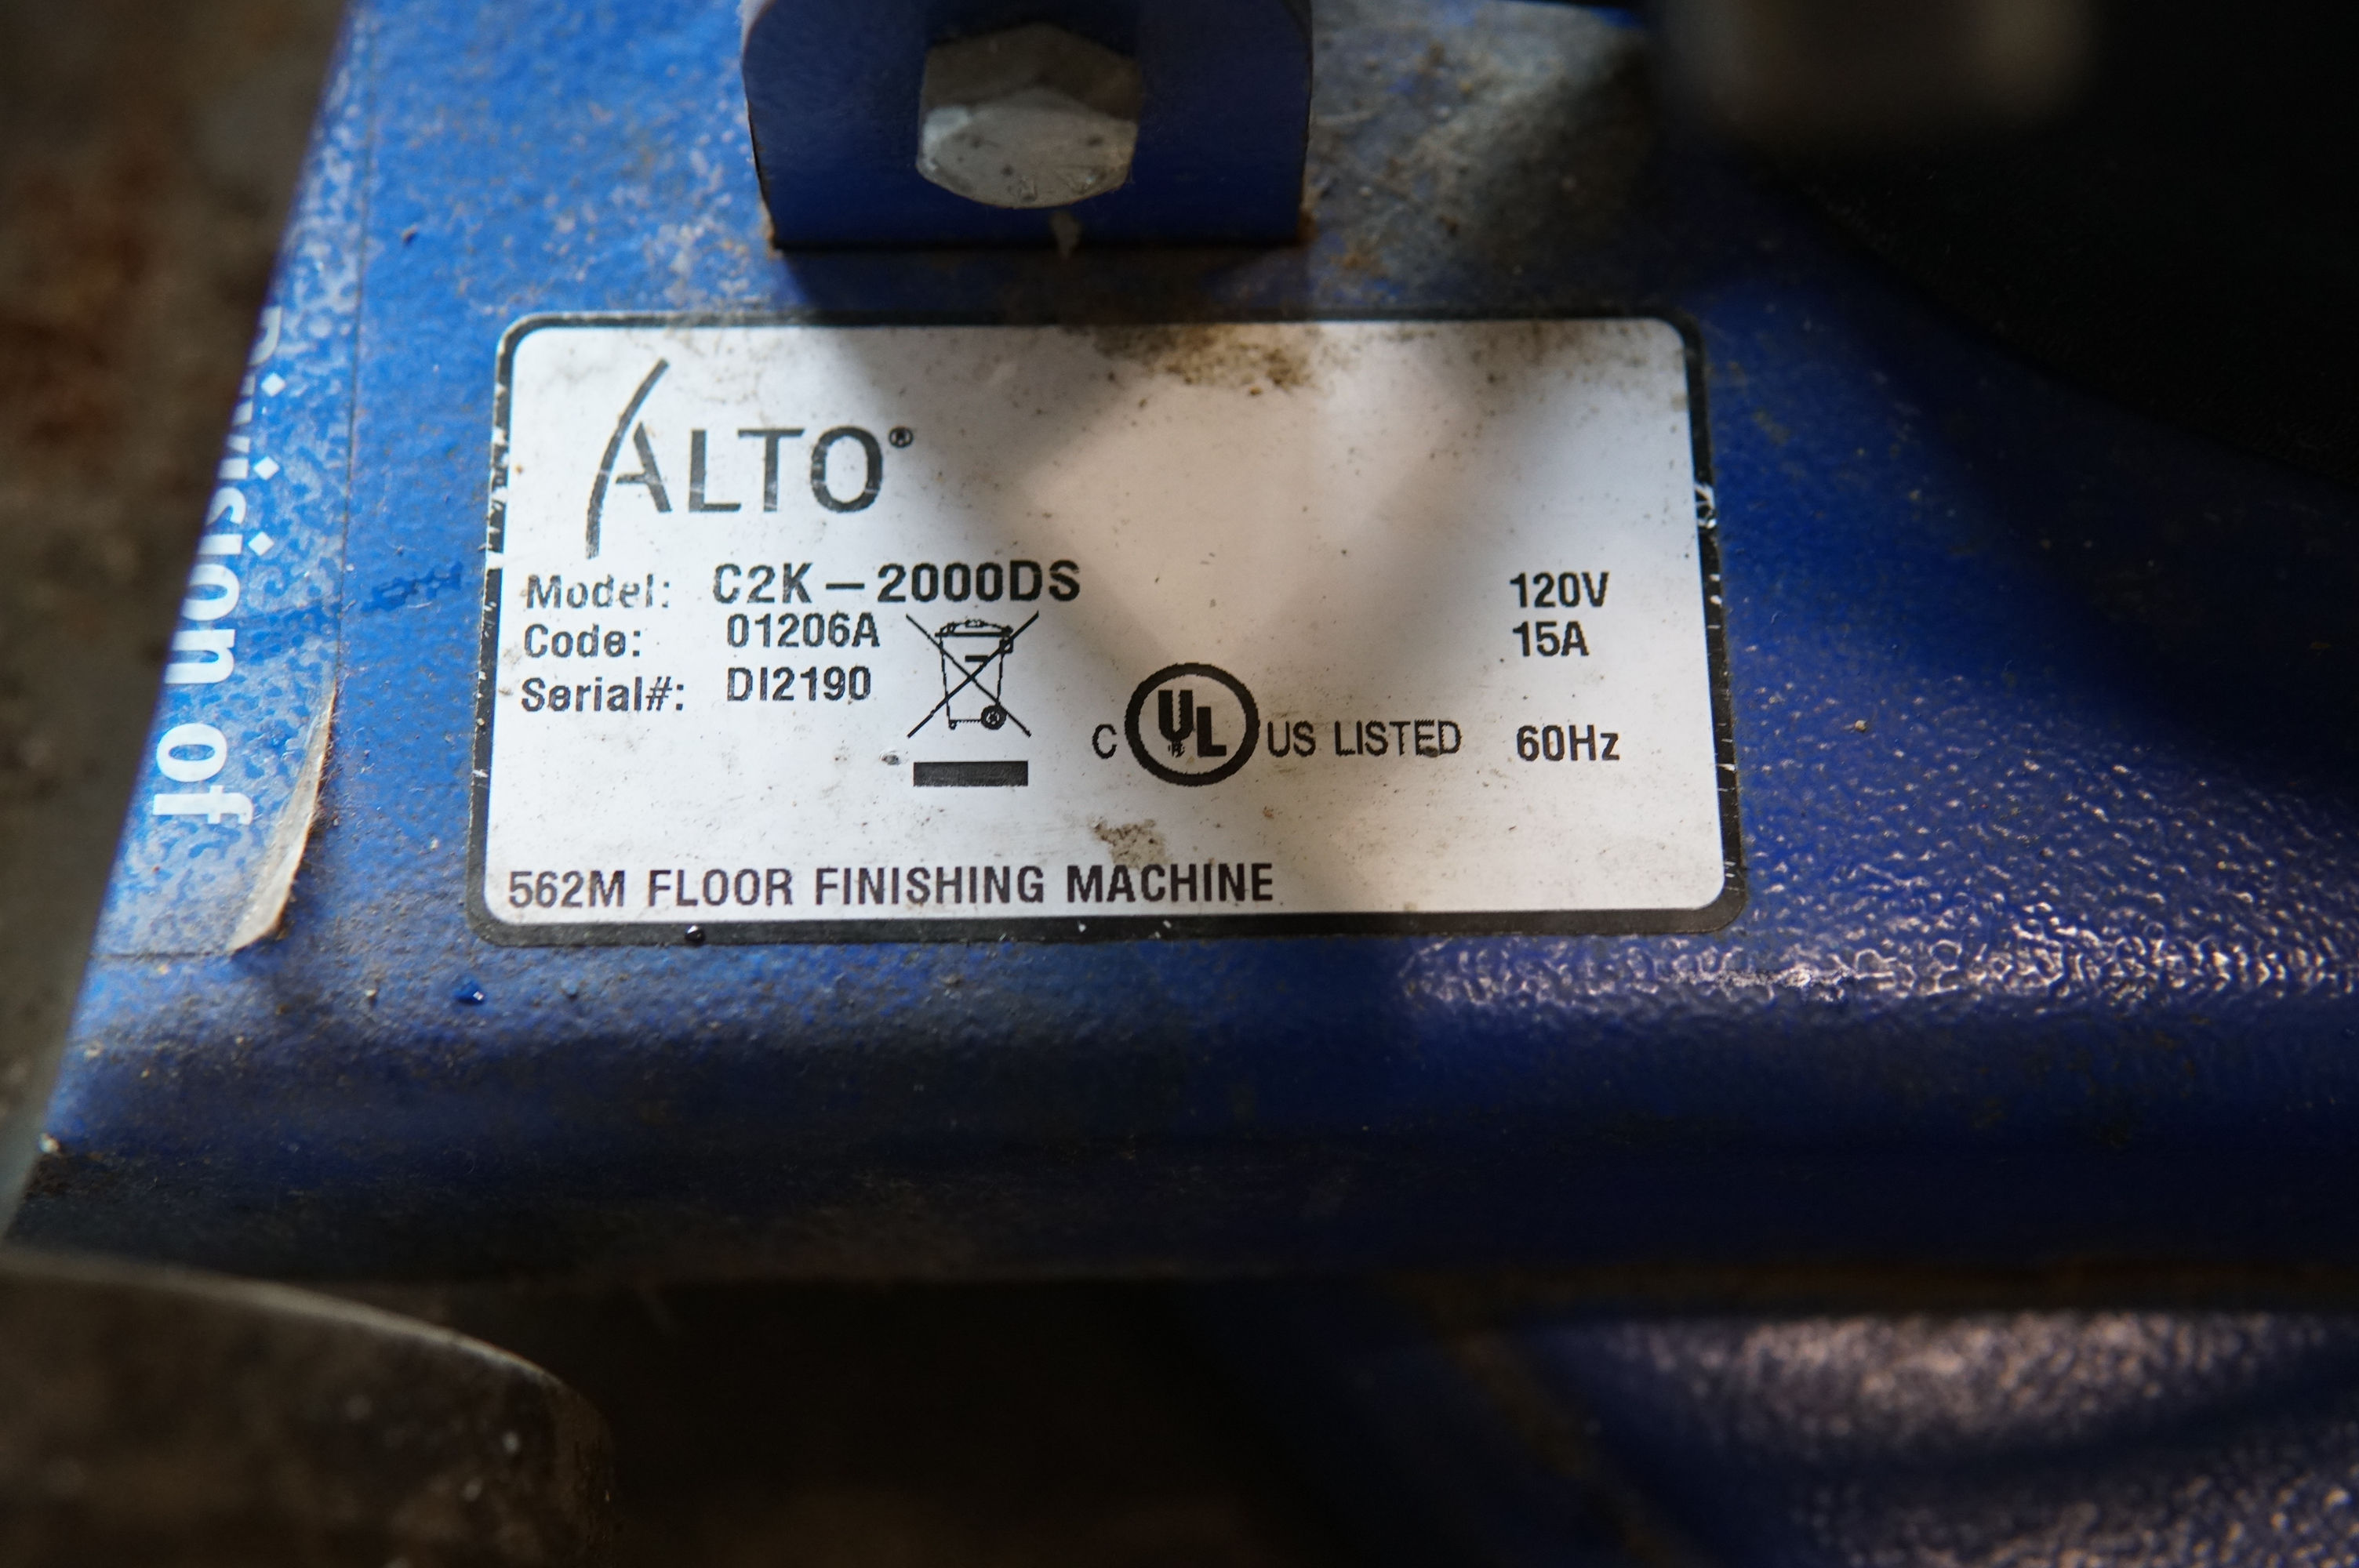 ALTO®
Model: C2K-2000DS 120V
Code: 01206A 15A
Serial#: DI2190
C UL US LISTED 60Hz
562M FLOOR FINISHING MACHINE
Division of